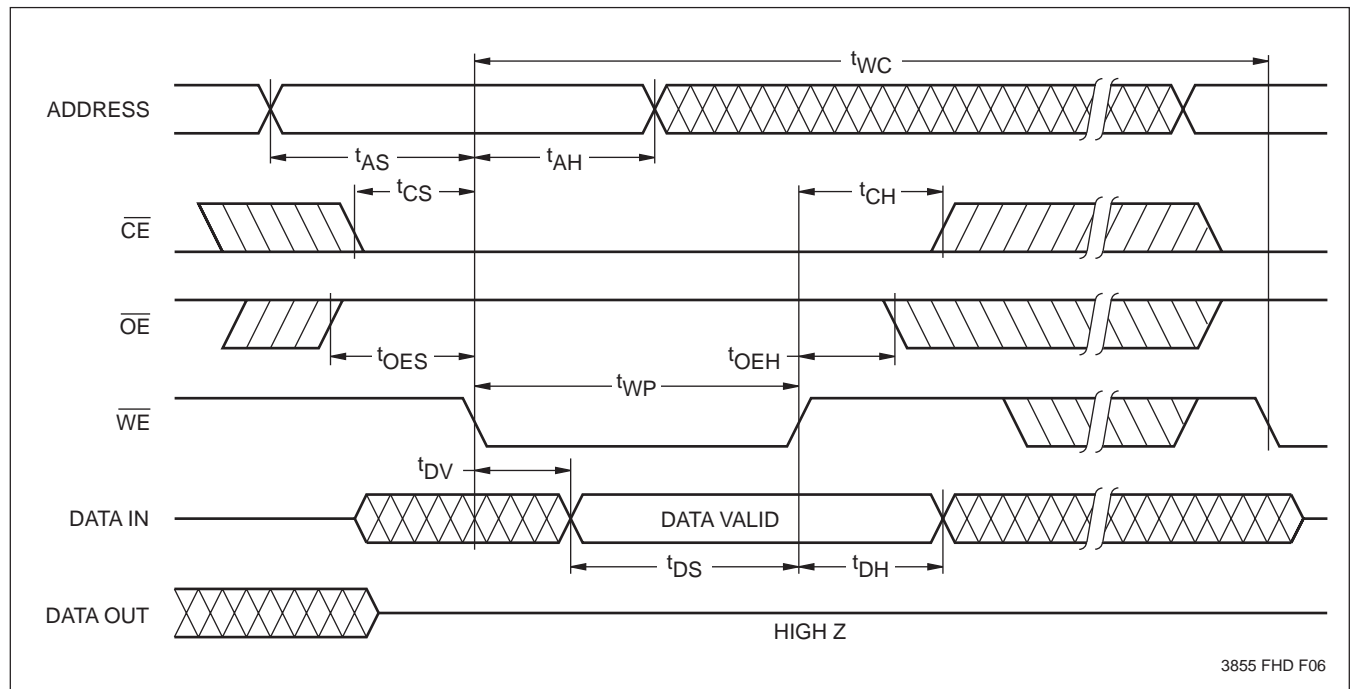 tWC
ADDRESS
tAS
tAH
tCS
tCH
CE
OE
tOES
tOEH
tWP
WE
tDV
DATA IN
DATA VALID
tDS
tDH
DATA OUT
HIGH Z
3855 FHD F06